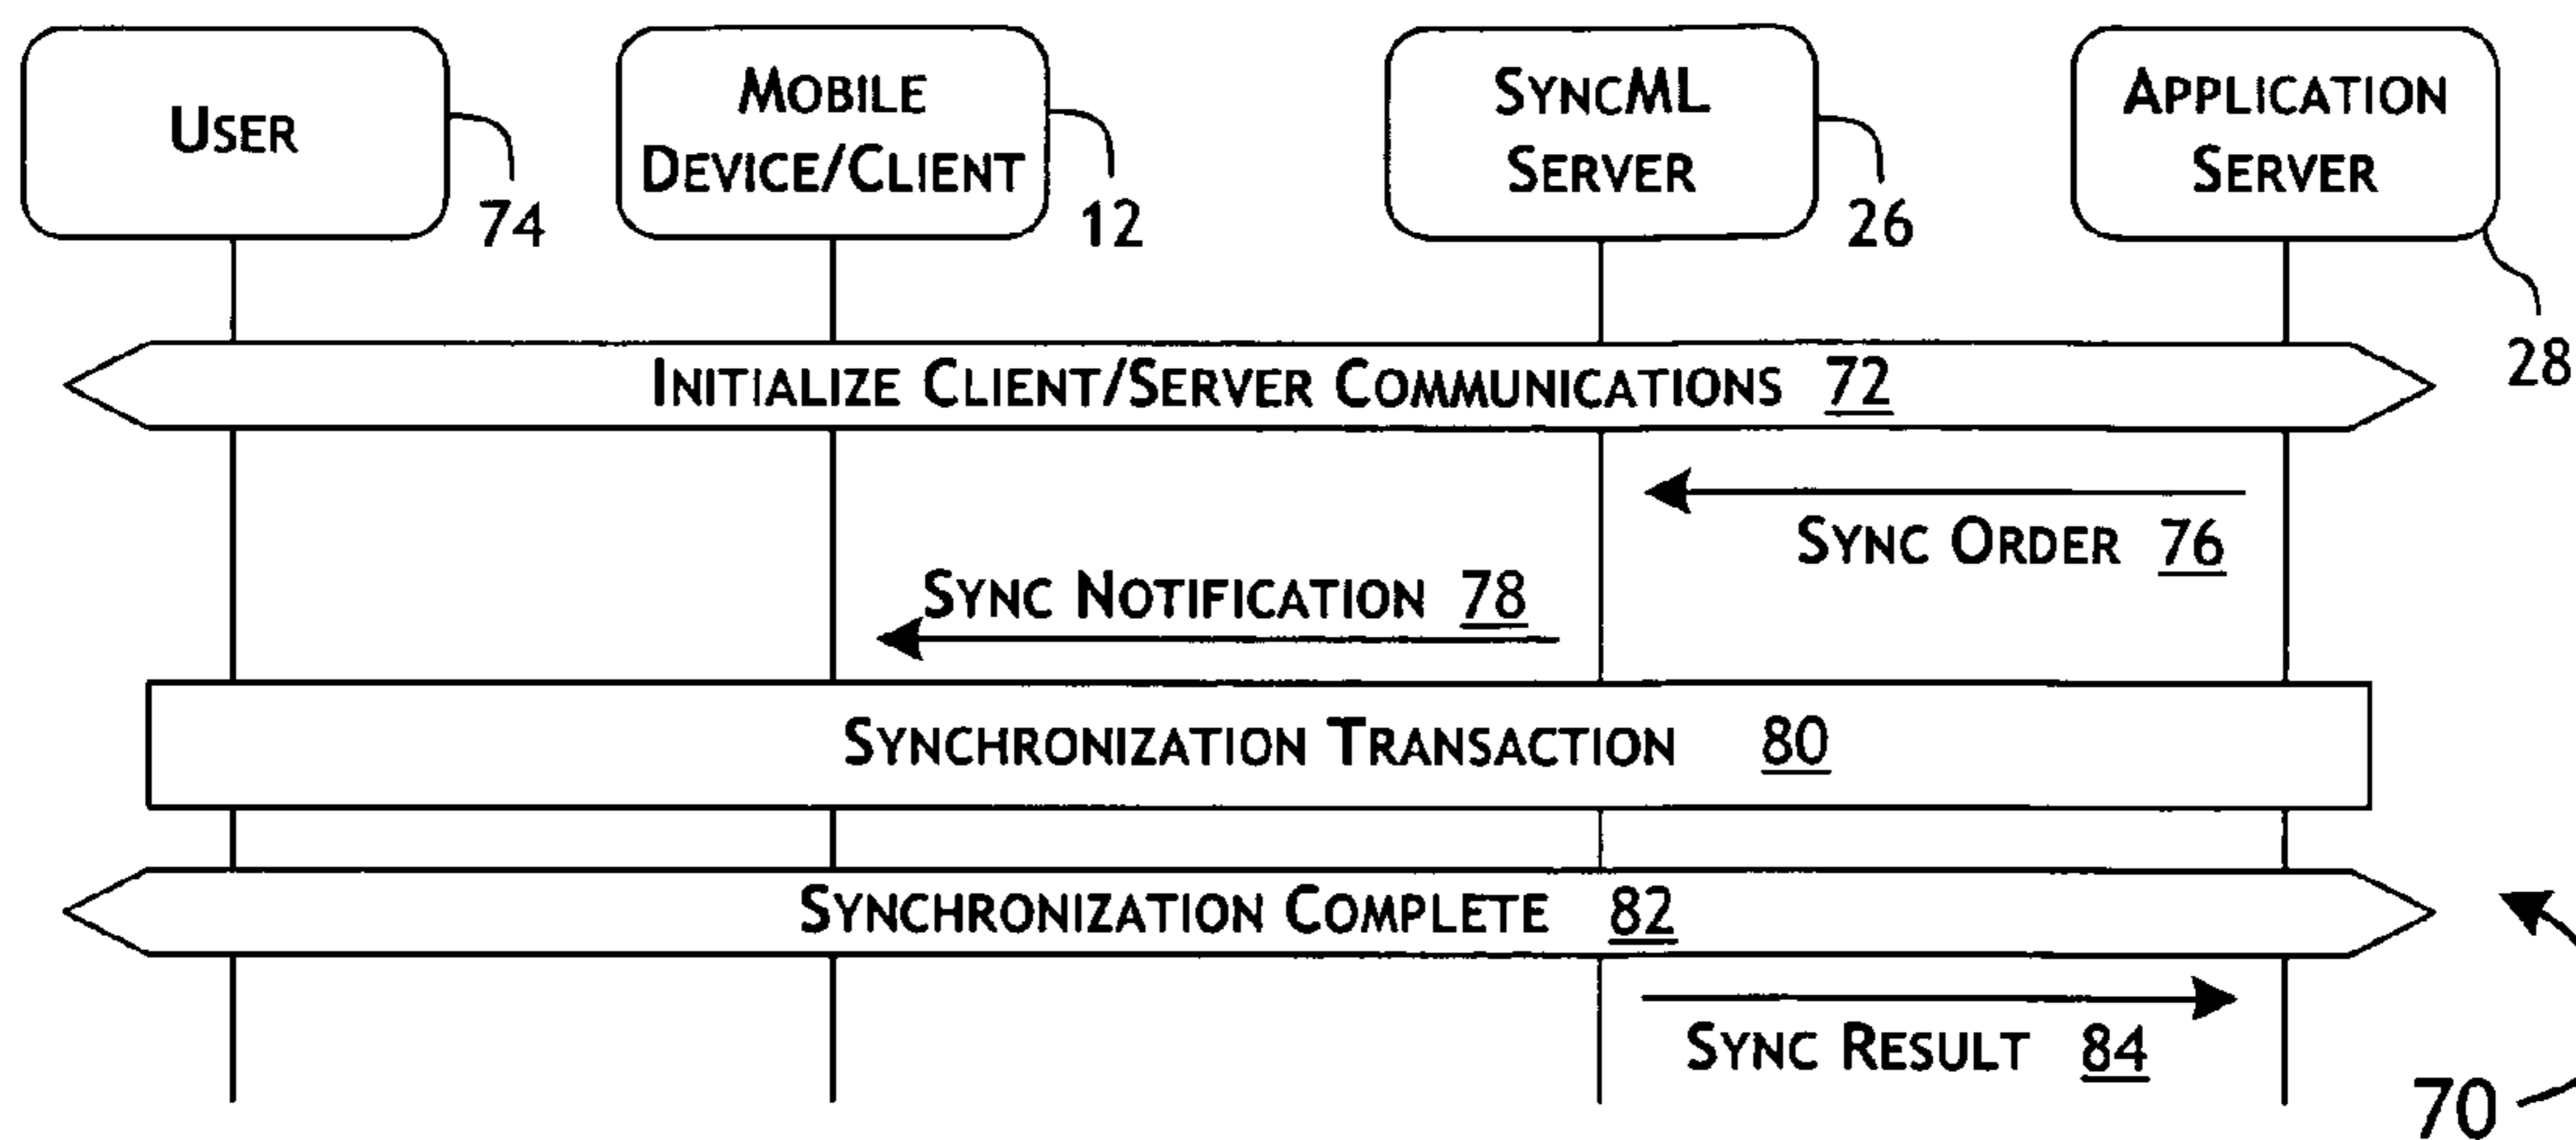 USER
74
MOBILE
DEVICE/CLIENT
12
SYNCML
SERVER
26
APPLICATION
SERVER
28
INITIALIZE CLIENT/SERVER COMMUNICATIONS 72
SYNC ORDER 76
SYNC NOTIFICATION 78
SYNCHRONIZATION TRANSACTION 80
SYNCHRONIZATION COMPLETE 82
SYNC RESULT 84
70